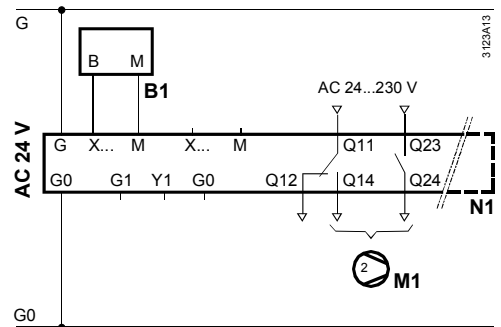 G
3123A13
B M
B1
AC 24...230 V
AC 24 V
G X... M X... M Q11 Q23
G0 G1 Y1 G0 Q12 Q14 Q24
N1
2
M1
G0